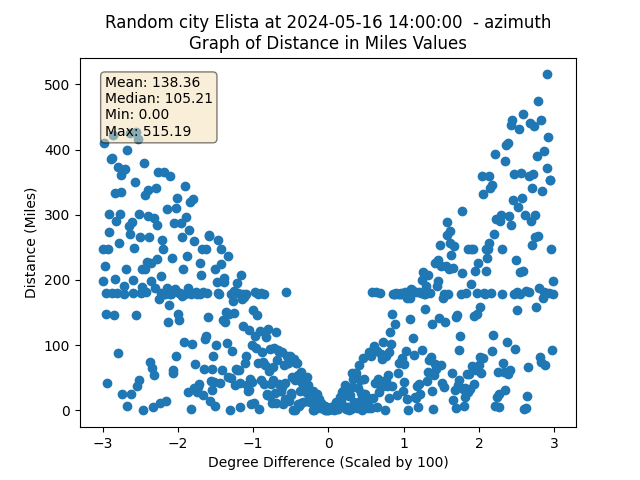 Random city Elista at 2024-05-16 14:00:00 - azimuth
Graph of Distance in Miles Values
Mean: 138.36
Median: 105.21
Min: 0.00
Max: 515.19
500
400
300
200
100
0
Distance (Miles)
−3
−2
−1
0
1
2
3
Degree Difference (Scaled by 100)